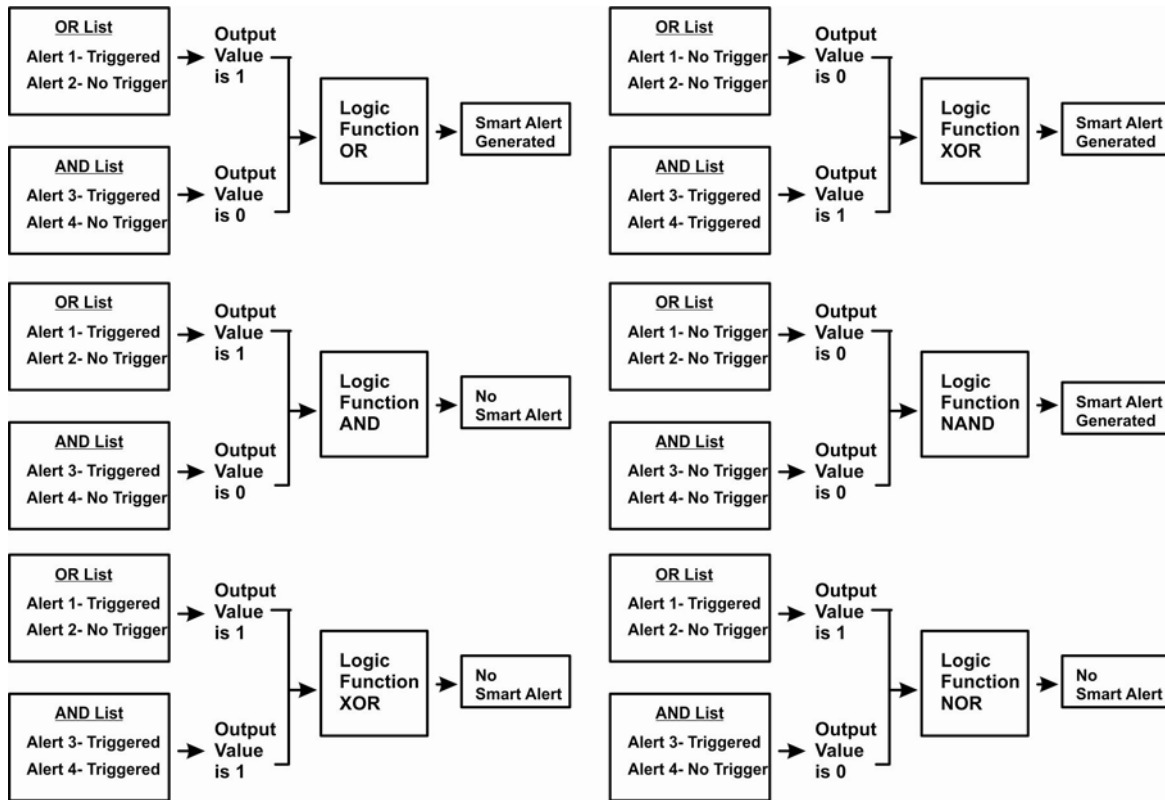 OR List
Alert 1- Triggered
Alert 2- No Trigger
Output
Value
is 1
AND List
Alert 3- Triggered
Alert 4- No Trigger
Output
Value
is 0
Logic
Function
OR
Smart Alert
Generated
OR List
Alert 1- No Trigger
Alert 2- No Trigger
Output
Value
is 0
AND List
Alert 3- Triggered
Alert 4- Triggered
Output
Value
is 1
Logic
Function
XOR
Smart Alert
Generated
OR List
Alert 1- Triggered
Alert 2- No Trigger
Output
Value
is 1
AND List
Alert 3- Triggered
Alert 4- No Trigger
Output
Value
is 0
Logic
Function
AND
No
Smart Alert
OR List
Alert 1- No Trigger
Alert 2- No Trigger
Output
Value
is 0
AND List
Alert 3- No Trigger
Alert 4- No Trigger
Output
Value
is 0
Logic
Function
NAND
Smart Alert
Generated
OR List
Alert 1- Triggered
Alert 2- No Trigger
Output
Value
is 1
AND List
Alert 3- Triggered
Alert 4- Triggered
Output
Value
is 1
Logic
Function
XOR
No
Smart Alert
OR List
Alert 1- Triggered
Alert 2- No Trigger
Output
Value
is 1
AND List
Alert 3- Triggered
Alert 4- No Trigger
Output
Value
is 0
Logic
Function
NOR
No
Smart Alert